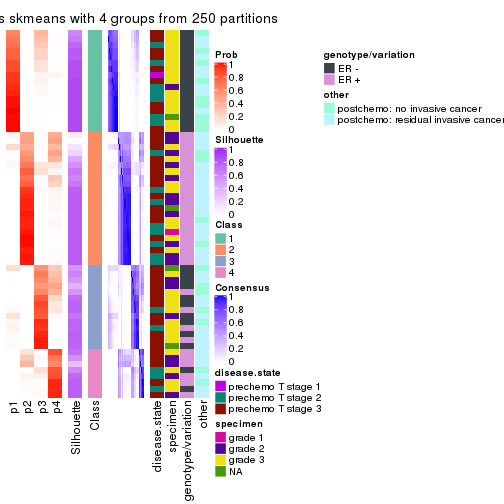 s skmeans with 4 groups from 250 partitions
Prob
1
0.8
0.6
0.4
0.2
0
Silhouette
1
0.8
0.6
0.4
0.2
0
Class
1
2
3
4
Consensus
1
0.8
0.6
0.4
0.2
0
disease.state
prechemo T stage 1
prechemo T stage 2
prechemo T stage 3
specimen
grade 1
grade 2
grade 3
NA
genotype/variation
ER -
ER +
other
postchemo: no invasive cancer
postchemo: residual invasive cancer
p1
p2
p3
p4
Silhouette
Class
disease.state
specimen
genotype/variation
other